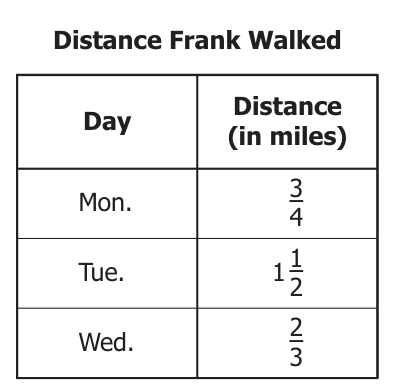 Distance Frank Walked
Day
Distance
(in miles)
Mon.
3/4
Tue.
1 1/2
Wed.
2/3